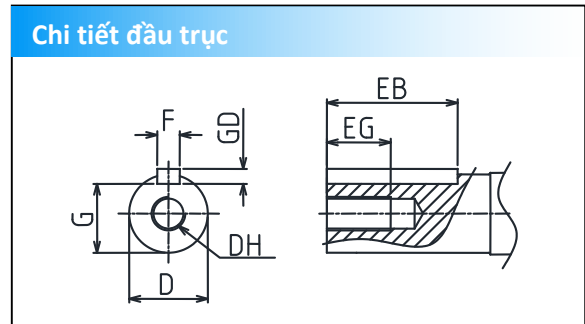 Chi tiết đầu trục
F
GD
G
DH
D
EB
EG